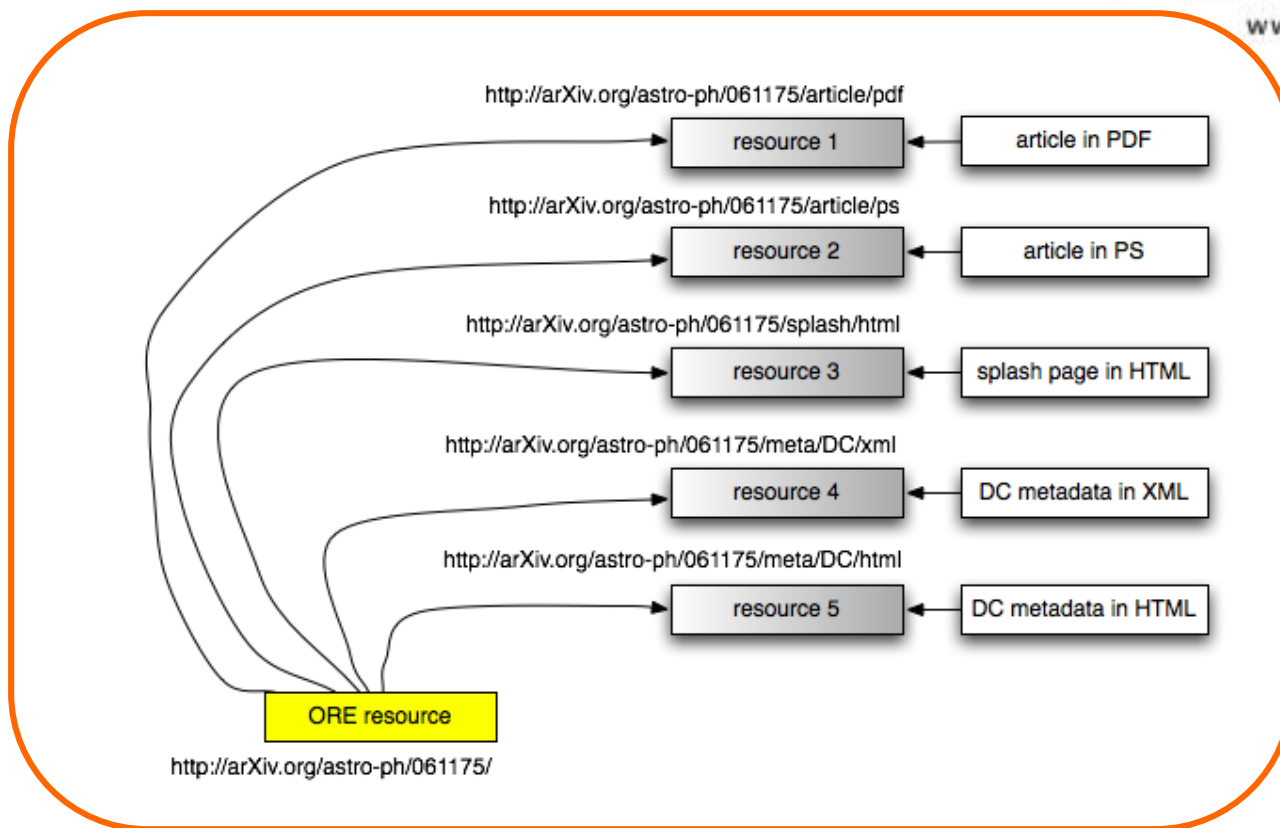 http://arXiv.org/astro-ph/061175/article/pdf
resource 1
article in PDF
http://arXiv.org/astro-ph/061175/article/ps
resource 2
article in PS
http://arXiv.org/astro-ph/061175/splash/html
resource 3
splash page in HTML
http://arXiv.org/astro-ph/061175/meta/DC/xml
resource 4
DC metadata in XML
http://arXiv.org/astro-ph/061175/meta/DC/html
resource 5
DC metadata in HTML
ORE resource
http://arXiv.org/astro-ph/061175/